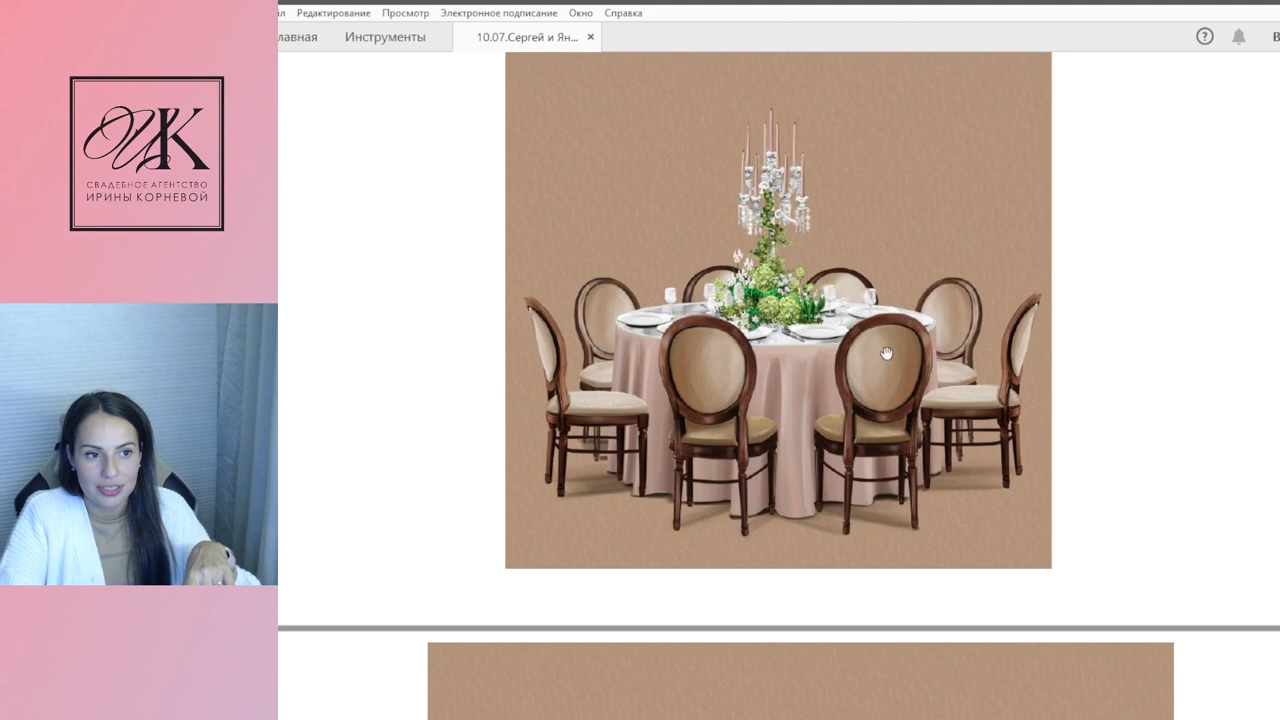 Редактирование Просмотр Электронное подписание Окно Справка
Инструменты 10.07.Сергей и Ян... ×
?
ИК
СВАДЕБНОЕ АГЕНТСТВО
ИРИНЫ КОРНЕВОЙ